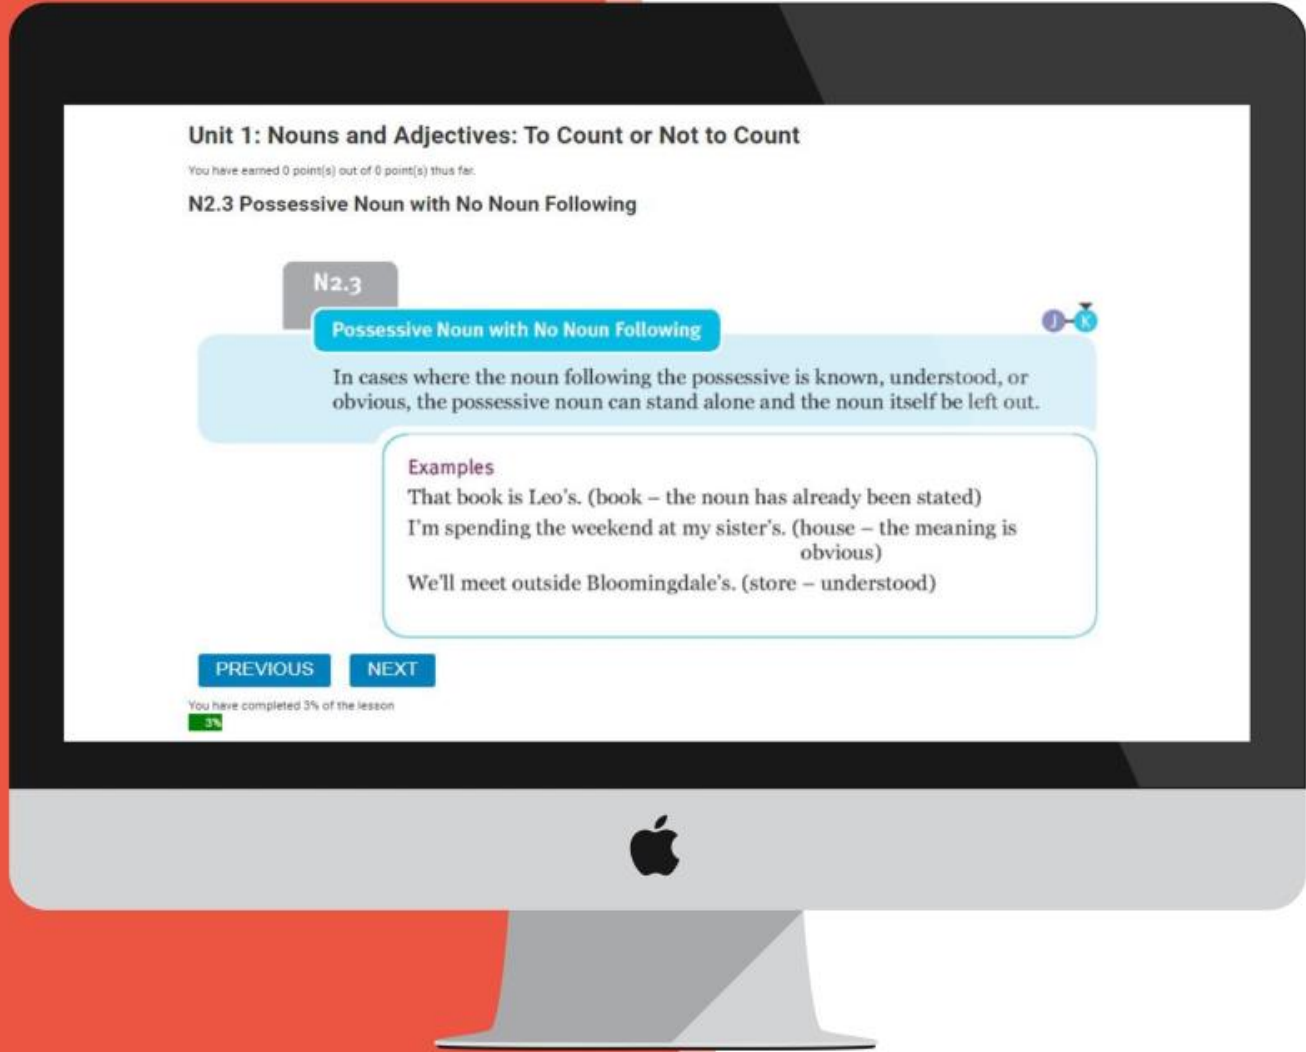 Unit 1: Nouns and Adjectives: To Count or Not to Count
You have earned 0 point(s) out of 0 point(s) thus far.
N2.3 Possessive Noun with No Noun Following
N2.3
Possessive Noun with No Noun Following
J K
In cases where the noun following the possessive is known, understood, or
obvious, the possessive noun can stand alone and the noun itself be left out.
Examples
That book is Leo's. (book – the noun has already been stated)
I'm spending the weekend at my sister's. (house – the meaning is
obvious)
We'll meet outside Bloomingdale's. (store – understood)
PREVIOUS NEXT
You have completed 3% of the lesson
3%